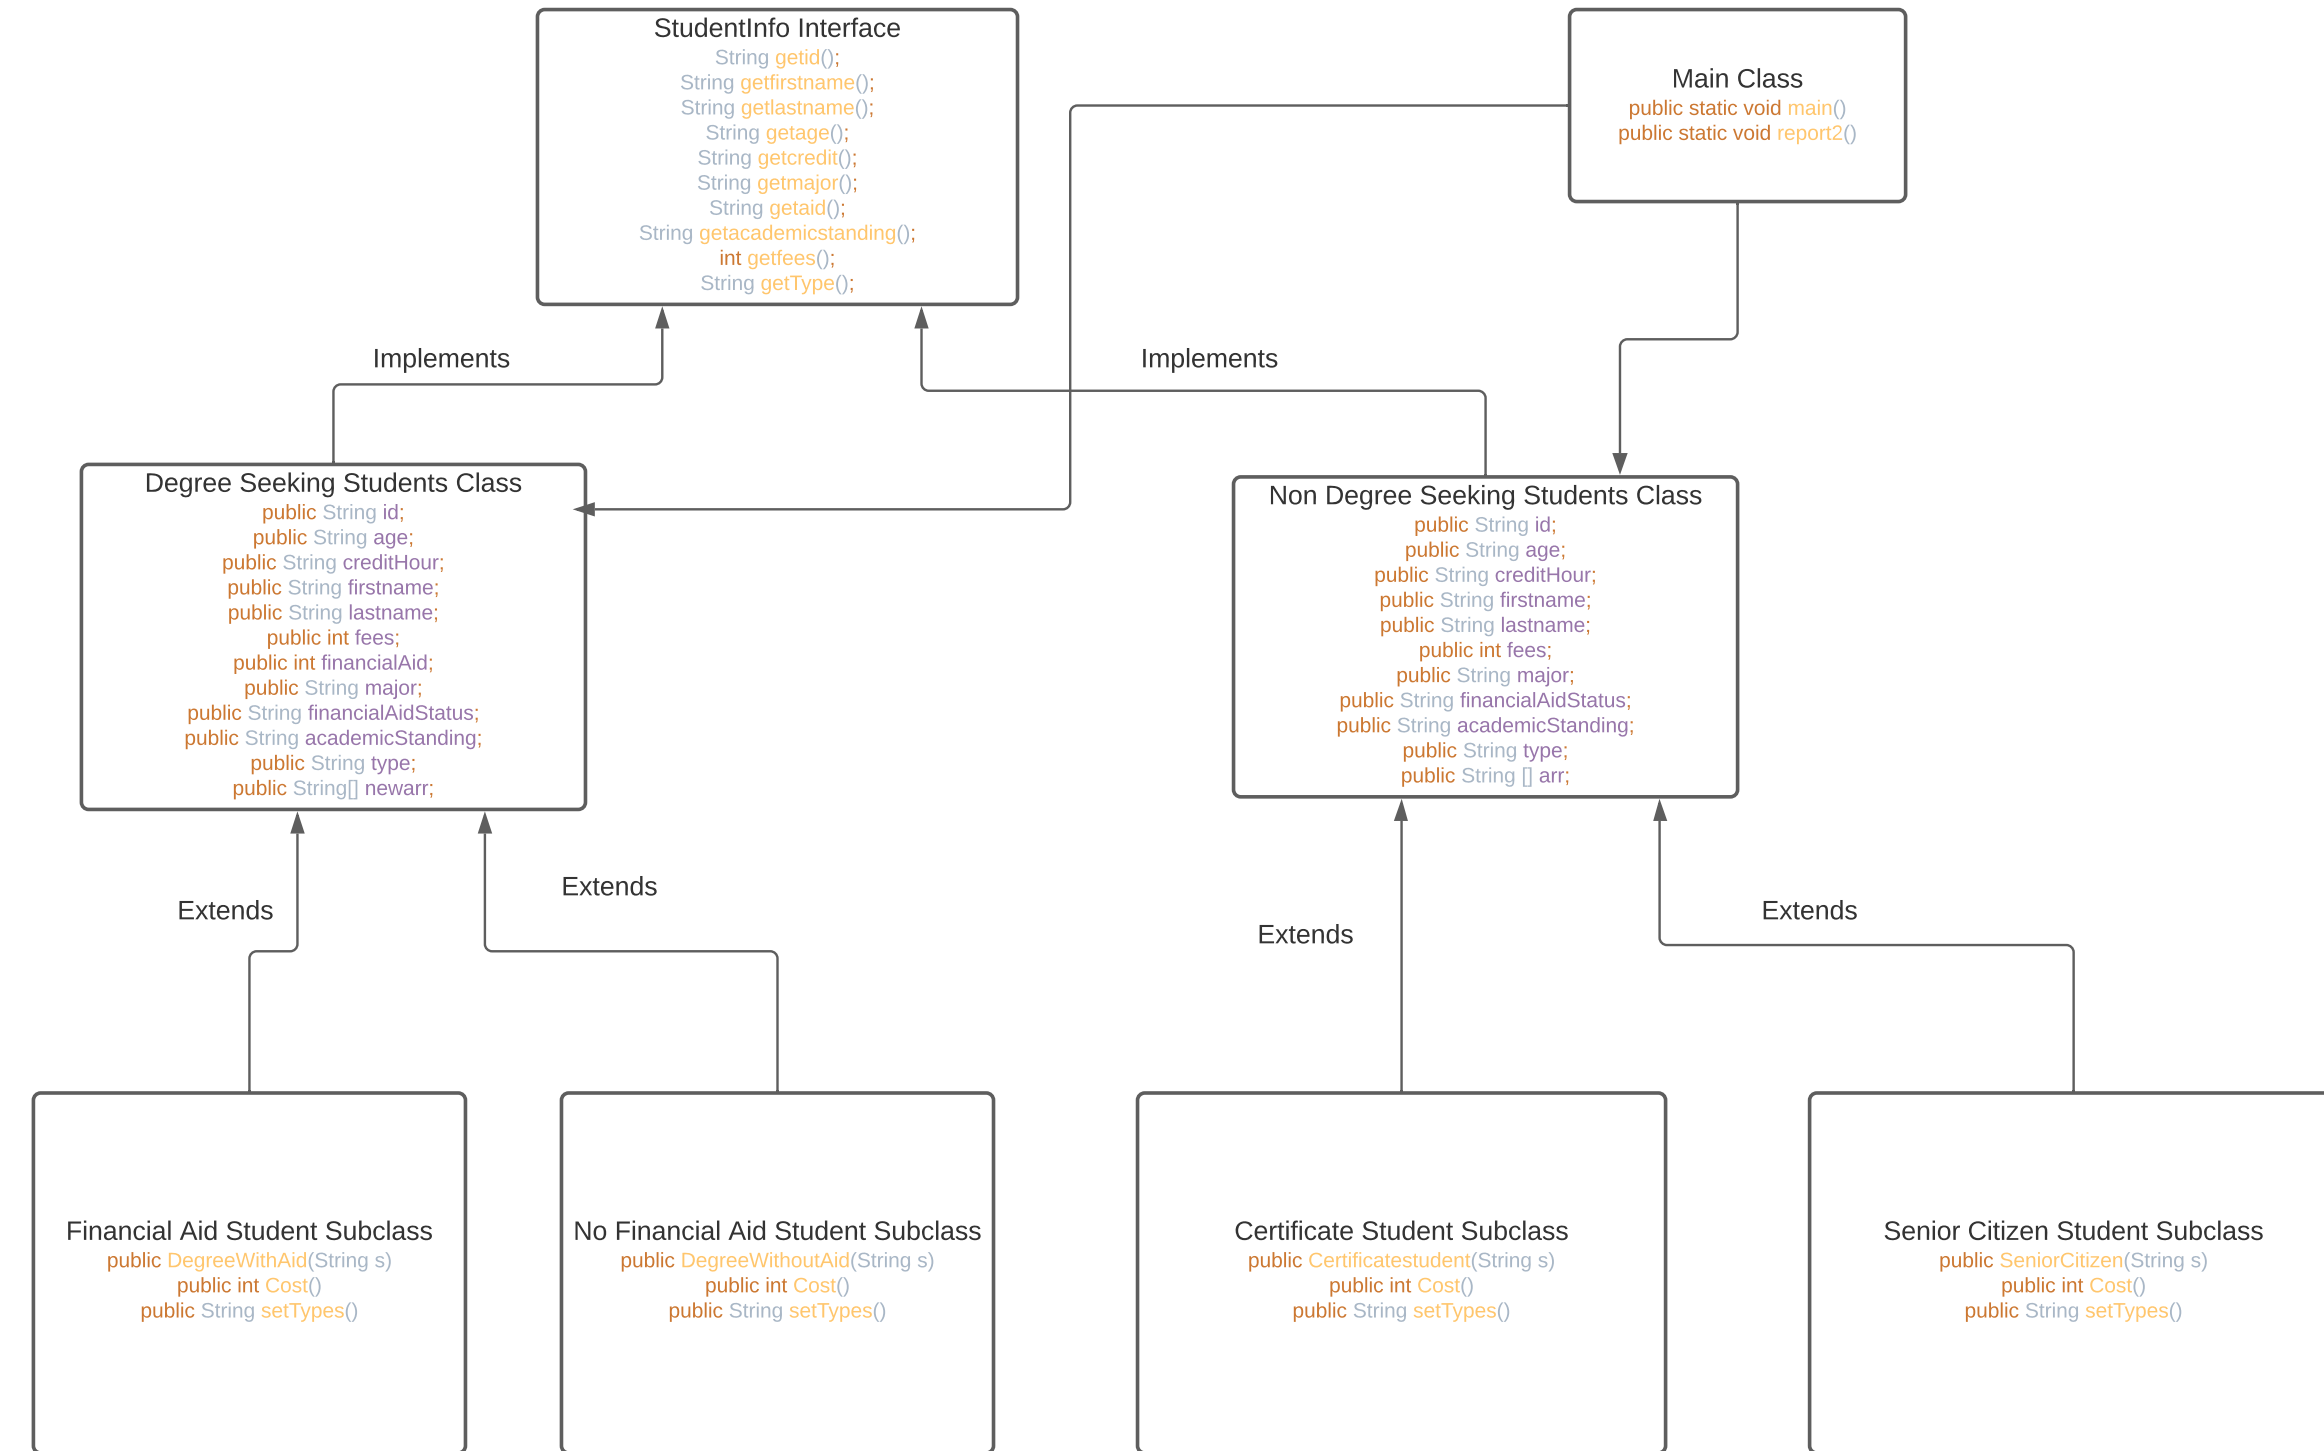 StudentInfo Interface
String getid();
String getfirstname();
String getlastname();
String getage();
String getcredit();
String getmajor();
String getaid();
String getacademicstanding();
int getfees();
String getType();
Main Class
public static void main()
public static void report2()
Implements
Implements
Degree Seeking Students Class
public String id;
public String age;
public String creditHour;
public String firstname;
public String lastname;
public int fees;
public int financialAid;
public String major;
public String financialAidStatus;
public String academicStanding;
public String type;
public String[] newarr;
Non Degree Seeking Students Class
public String id;
public String age;
public String creditHour;
public String firstname;
public String lastname;
public int fees;
public String major;
public String financialAidStatus;
public String academicStanding;
public String type;
public String [] arr;
Extends
Extends
Extends
Extends
Financial Aid Student Subclass
public DegreeWithAid(String s)
public int Cost()
public String setTypes()
No Financial Aid Student Subclass
public DegreeWithoutAid(String s)
public int Cost()
public String setTypes()
Certificate Student Subclass
public Certificatestudent(String s)
public int Cost()
public String setTypes()
Senior Citizen Student Subclass
public SeniorCitizen(String s)
public int Cost()
public String setTypes()